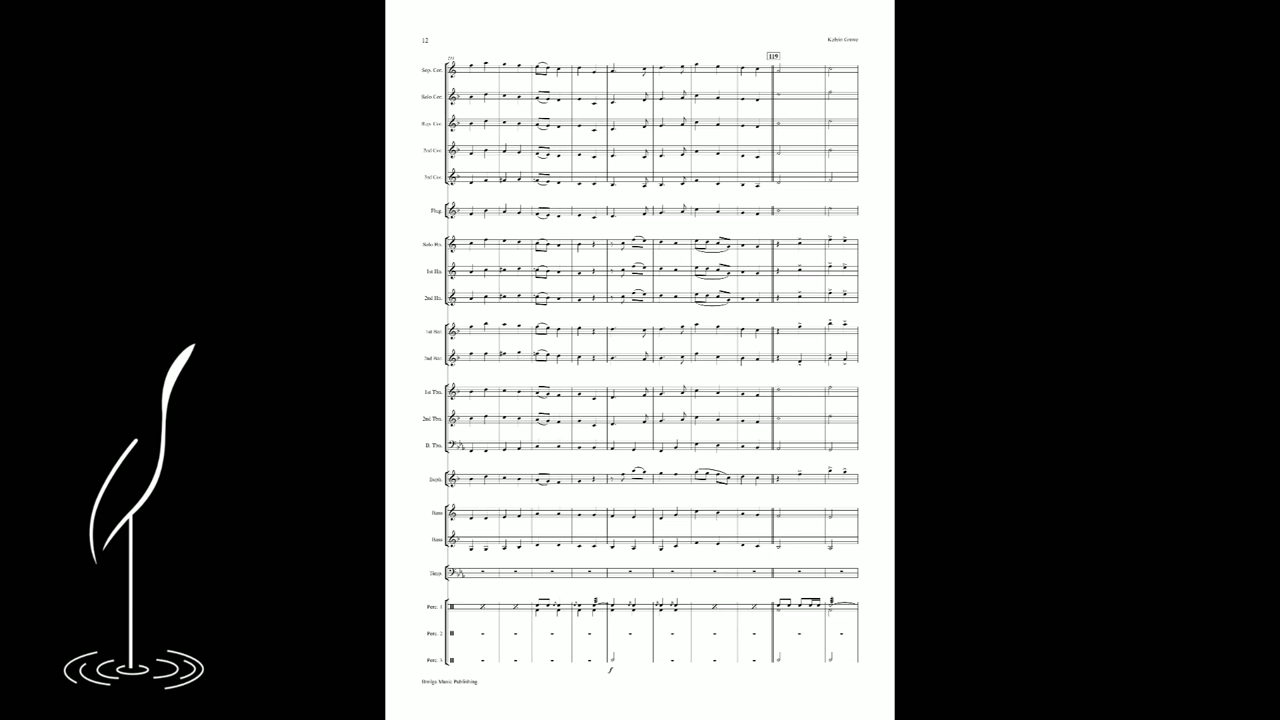 12
Kelvin Grove
119
Sop. Cor.
Solo Cor.
Rep. Cor.
2nd Cor.
3rd Cor.
Flug.
Solo Hn.
1st Hn.
2nd Hn.
1st Bar.
2nd Bar.
1st Tbn.
2nd Tbn.
B. Tbn.
Euph.
Bass
Bass
Timp.
Perc. 1
Perc. 2
Perc. 3
f
Brolga Music Publishing